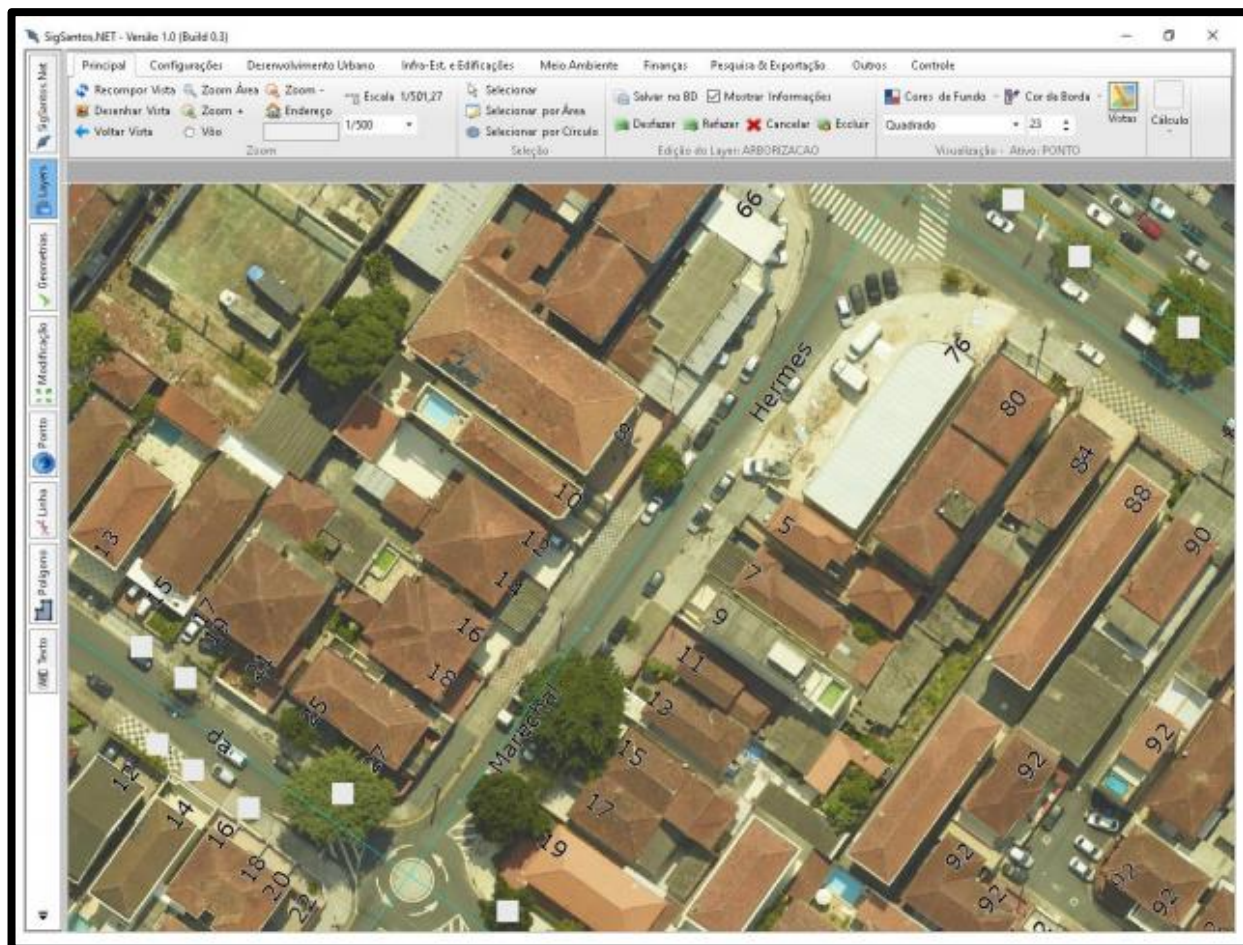 SigSantos.NET - Versão 1.0 (Build 0.3)
Principal Configurações Desenvolvimento Urbano Infra-Est. e Edificações Meio Ambiente Finanças Pesquisa & Exportação Outros Controle
Recompor Vista Zoom Área Zoom - Escala 1/501,27 Selecionar Salvar no BD Mostrar Informações Cores de Fundo Cor da Borda
Desenhar Vista Zoom + Endereço 1/500 Selecionar por Área Desfazer Refazer Cancelar Excluir Quadrado 23 Vistas Cálculo
Voltar Vista Vão Selecionar por Círculo
Zoom Seleção Edição do Layer: ARBORIZACAO Visualização - Ativo: PONTO
SigSantos.Net
Layers
Geometrias
Modificação
Ponto
Linha
Polígono
Texto
66
Hermes
76
80
84
88
90
8
10
12
14
16
18
5
7
9
11
13
15
17
19
13
15
17
21
25
27
da
Marechal
12
14
16
18
20
22
92
92
92
92
92
92